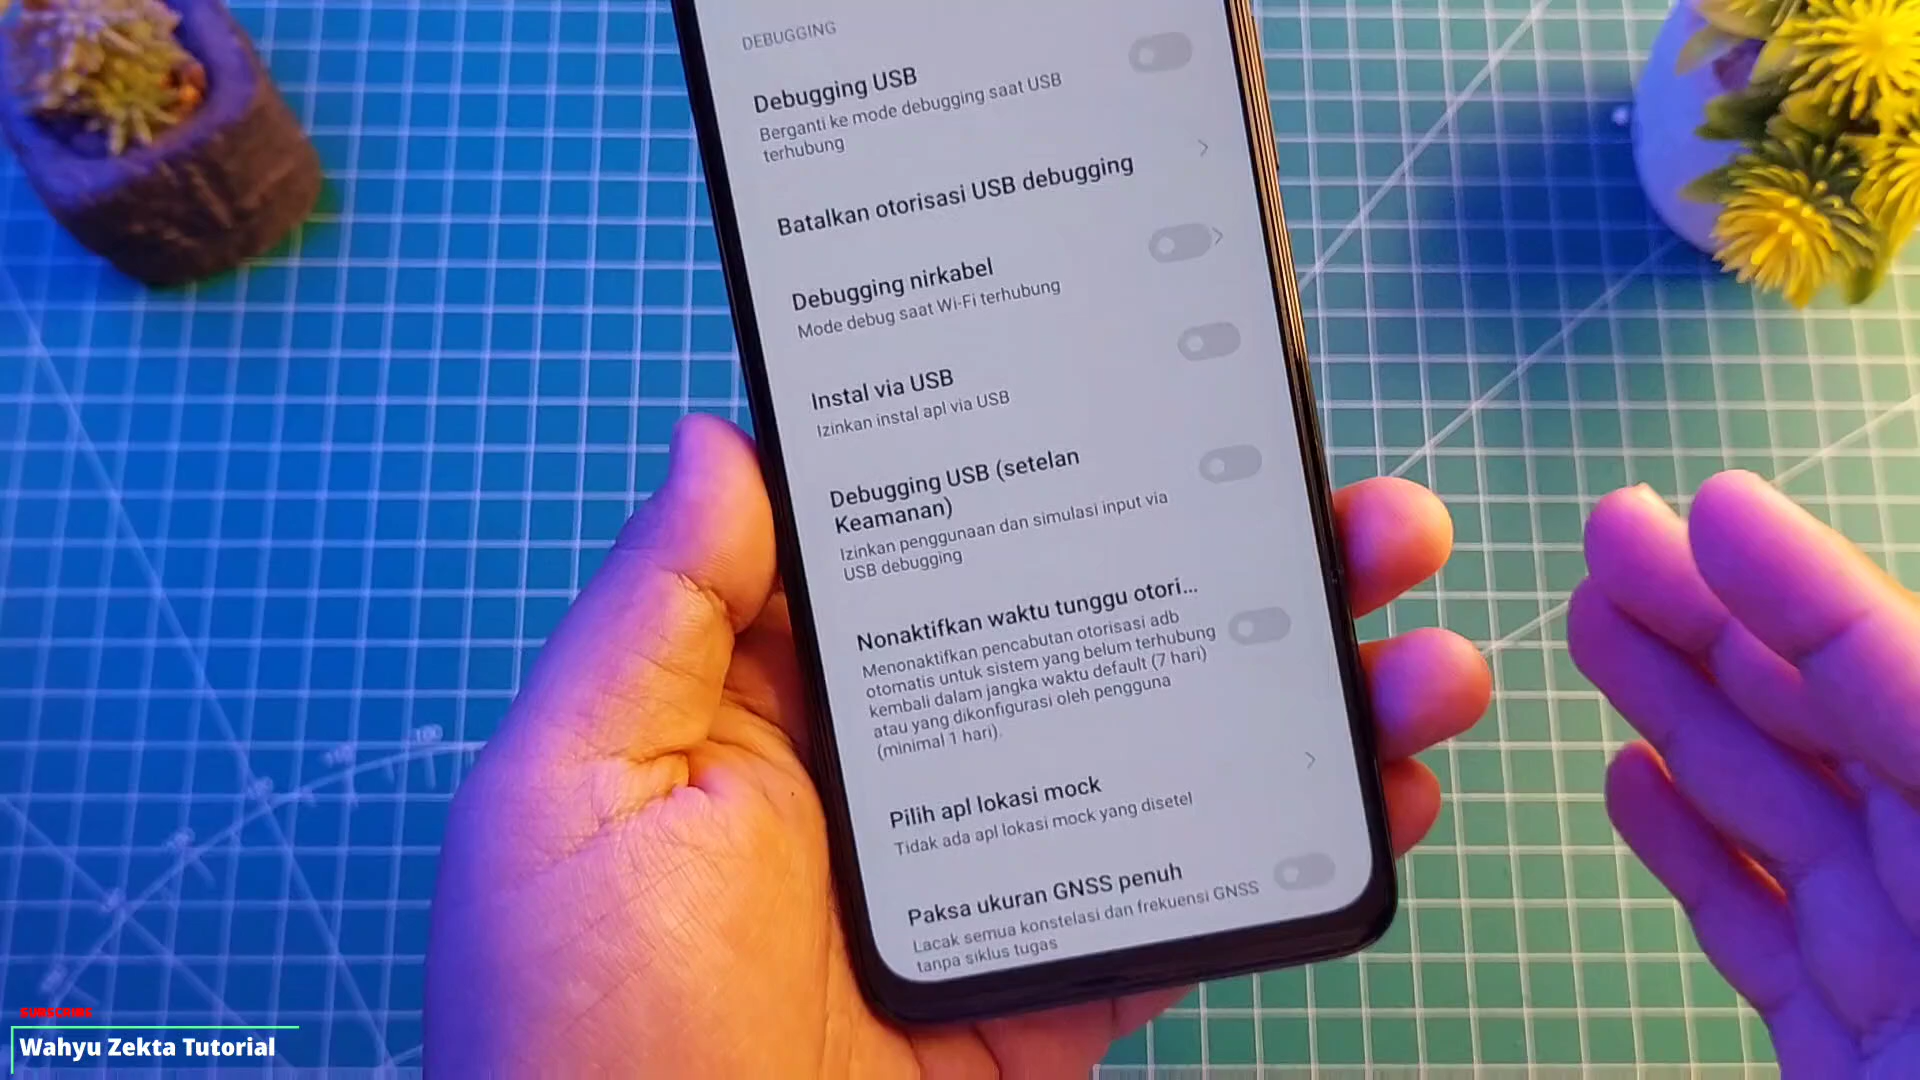 DEBUGGING
Debugging USB
Berganti ke mode debugging saat USB
terhubung
Batalkan otorisasi USB debugging
Debugging nirkabel
Mode debug saat Wi-Fi terhubung
Instal via USB
Izinkan instal apl via USB
Debugging USB (setelan
Keamanan)
Izinkan penggunaan dan simulasi input via
USB debugging
Nonaktifkan waktu tunggu otori...
Menonaktifkan pencabutan otorisasi adb
otomatis untuk sistem yang belum terhubung
kembali dalam jangka waktu default (7 hari)
atau yang dikonfigurasi oleh pengguna
(minimal 1 hari).
Pilih apl lokasi mock
Tidak ada apl lokasi mock yang disetel
Paksa ukuran GNSS penuh
Lacak semua konstelasi dan frekuensi GNSS
tanpa siklus tugas
SUBSCRIBE
Wahyu Zekta Tutorial